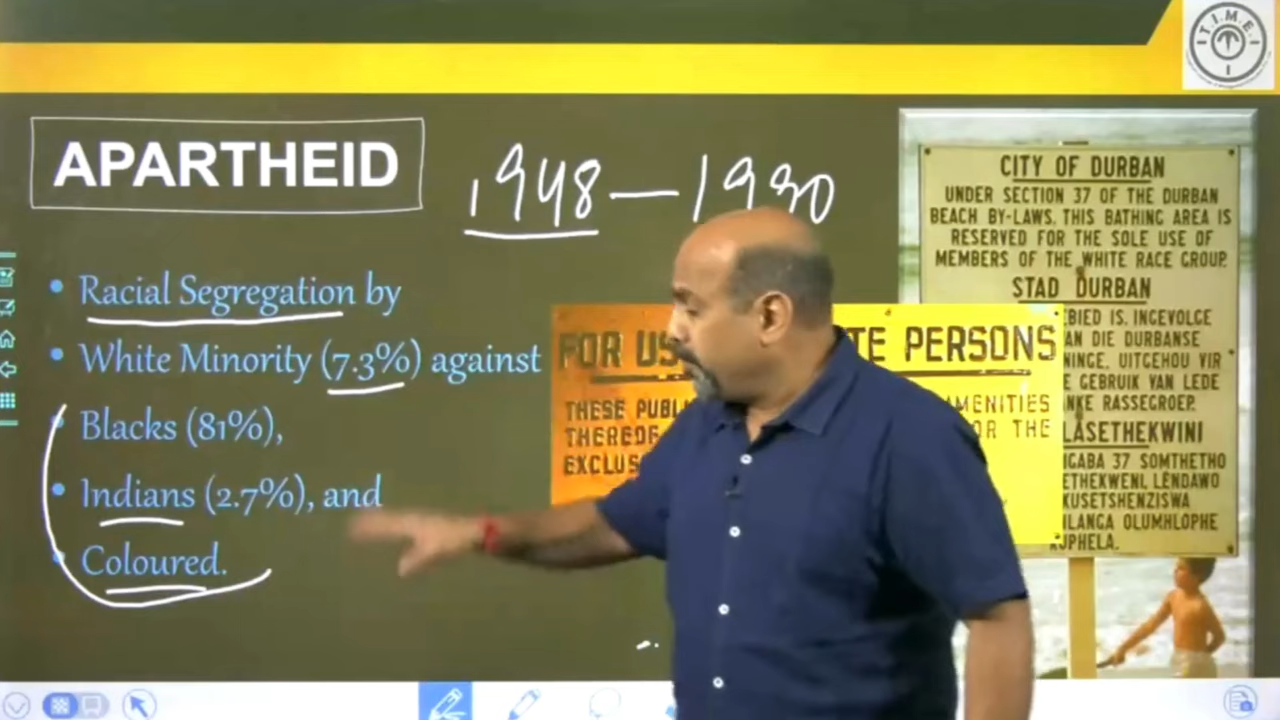 T.I.M.E.
APARTHEID
1948 – 1990
• Racial Segregation by
• White Minority (7.3%) against
• Blacks (81%),
• Indians (2.7%), and
• Coloured.
FOR US
TE PERSONS
THESE PUBL
MENITIES
THEREOF
OR THE
EXCLUS
CITY OF DURBAN
UNDER SECTION 37 OF THE DURBAN
BEACH BY-LAWS, THIS BATHING AREA IS
RESERVED FOR THE SOLE USE OF
MEMBERS OF THE WHITE RACE GROUP.
STAD DURBAN
EBIED IS, INGEVOLGE
AN DIE DURBANSE
NINGE, UITGEHOU VIR
E GEBRUIK VAN LEDE
NKE RASSEGROEP.
LASETHEKWINI
IGABA 37 SOMTHETHO
ETHEKWENI, LENDAWO
KUSETSHENZISWA
ILANGA OLUMHLOPHE
KUPHELA.